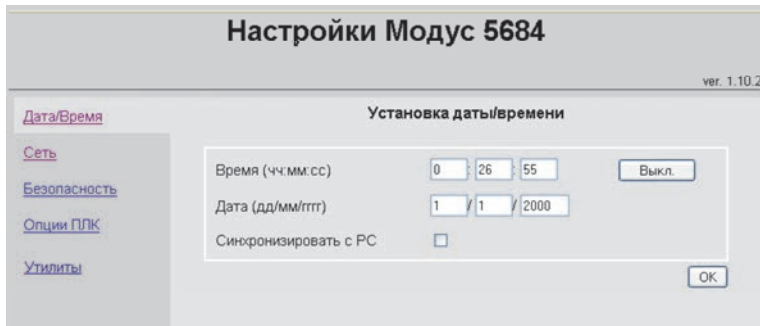 Настройки Модус 5684
ver. 1.10.2
Дата/Время
Сеть
Безопасность
Опции ПЛК
Утилиты
Установка даты/времени
Время (чч:мм:сс) 0 : 26 : 55 Выкл.
Дата (дд/мм/гггг) 1 / 1 / 2000
Синхронизировать с PC
OK